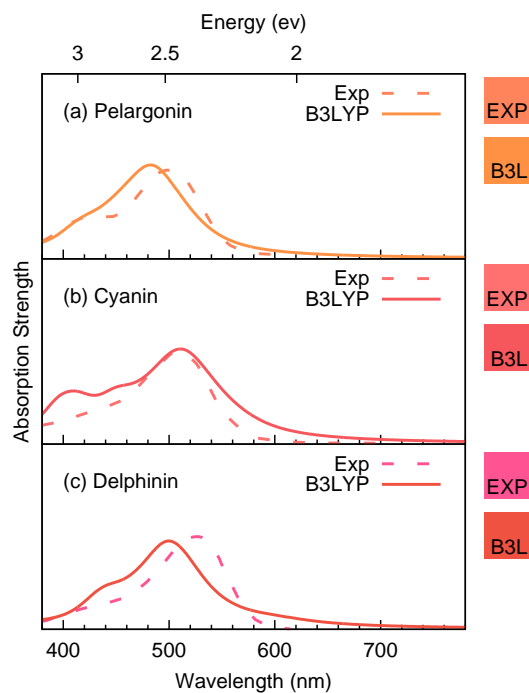 Energy (ev)
3 2.5 2
Exp
(a) Pelargonin
B3LYP
EXP
B3L
Exp
(b) Cyanin
B3LYP
EXP
B3L
Exp
(c) Delphinin
B3LYP
EXP
B3L
Absorption Strength
400 500 600 700
Wavelength (nm)